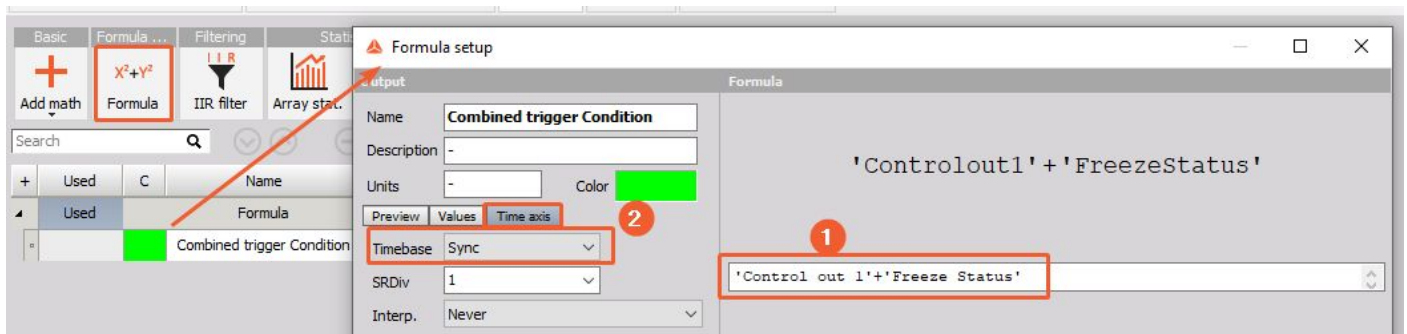 Basic Formula ... Filtering Stati
Add math
X²+Y²
Formula
IIR
IIR filter
Array stat.
Search
+ Used C Name
Used Formula
Combined trigger Condition
Formula setup
utput
Name Combined trigger Condition
Description -
Units - Color
Preview Values Time axis
2
Timebase Sync
SRDiv 1
Interp. Never
Formula
'Controlout1'+'FreezeStatus'
1
'Control out 1'+'Freeze Status'